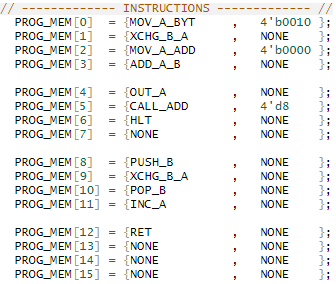 // ------------- INSTRUCTIONS ------------- //
PROG_MEM[0] = {MOV_A_BYT , 4'b0010 };
PROG_MEM[1] = {XCHG_B_A , NONE };
PROG_MEM[2] = {MOV_A_ADD , 4'b0000 };
PROG_MEM[3] = {ADD_A_B , NONE };
PROG_MEM[4] = {OUT_A , NONE };
PROG_MEM[5] = {CALL_ADD , 4'd8 };
PROG_MEM[6] = {HLT , NONE };
PROG_MEM[7] = {NONE , NONE };
PROG_MEM[8] = {PUSH_B , NONE };
PROG_MEM[9] = {XCHG_B_A , NONE };
PROG_MEM[10] = {POP_B , NONE };
PROG_MEM[11] = {INC_A , NONE };
PROG_MEM[12] = {RET , NONE };
PROG_MEM[13] = {NONE , NONE };
PROG_MEM[14] = {NONE , NONE };
PROG_MEM[15] = {NONE , NONE };